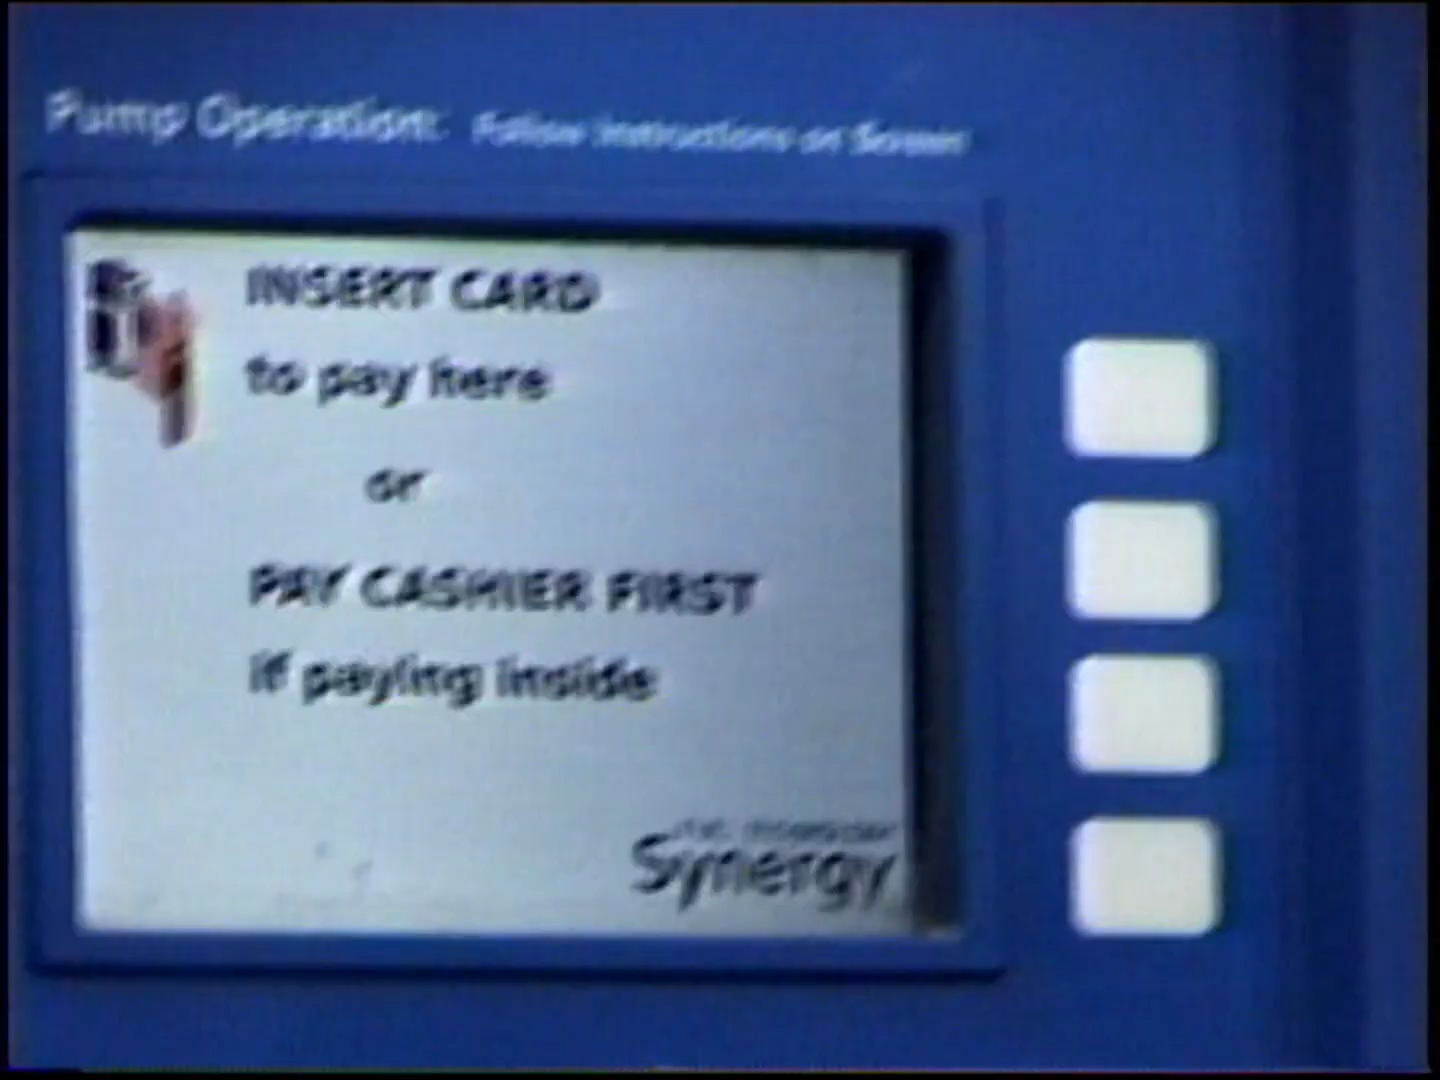 Pump Operation: Follow Instructions on Screen
INSERT CARD
to pay here
or
PAY CASHIER FIRST
if paying inside
Synergy